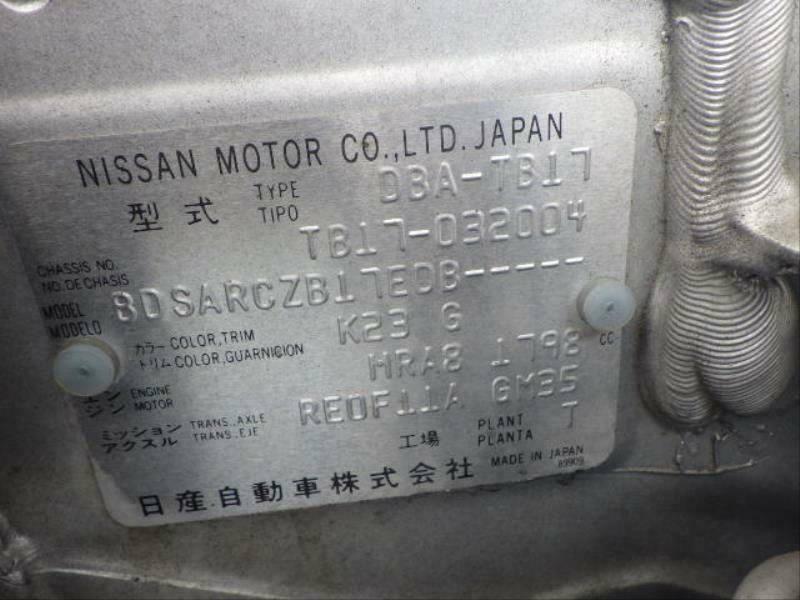 NISSAN MOTOR CO.,LTD. JAPAN
型式 TYPE TIPO DBA-TB17
CHASSIS NO. NO.DE CHASIS TB17-032004
MODEL MODELO BDSARCZB17EDB-----
カラー COLOR,TRIM トリム COLOR,GUARNICION K23 G
エンジン ENGINE MOTOR MRA8 1798 CC
ミッション TRANS.,AXLE アクスル TRANS.,EJE RE0F11A GM35
工場 PLANT PLANTA T
日産自動車株式会社 MADE IN JAPAN
89909